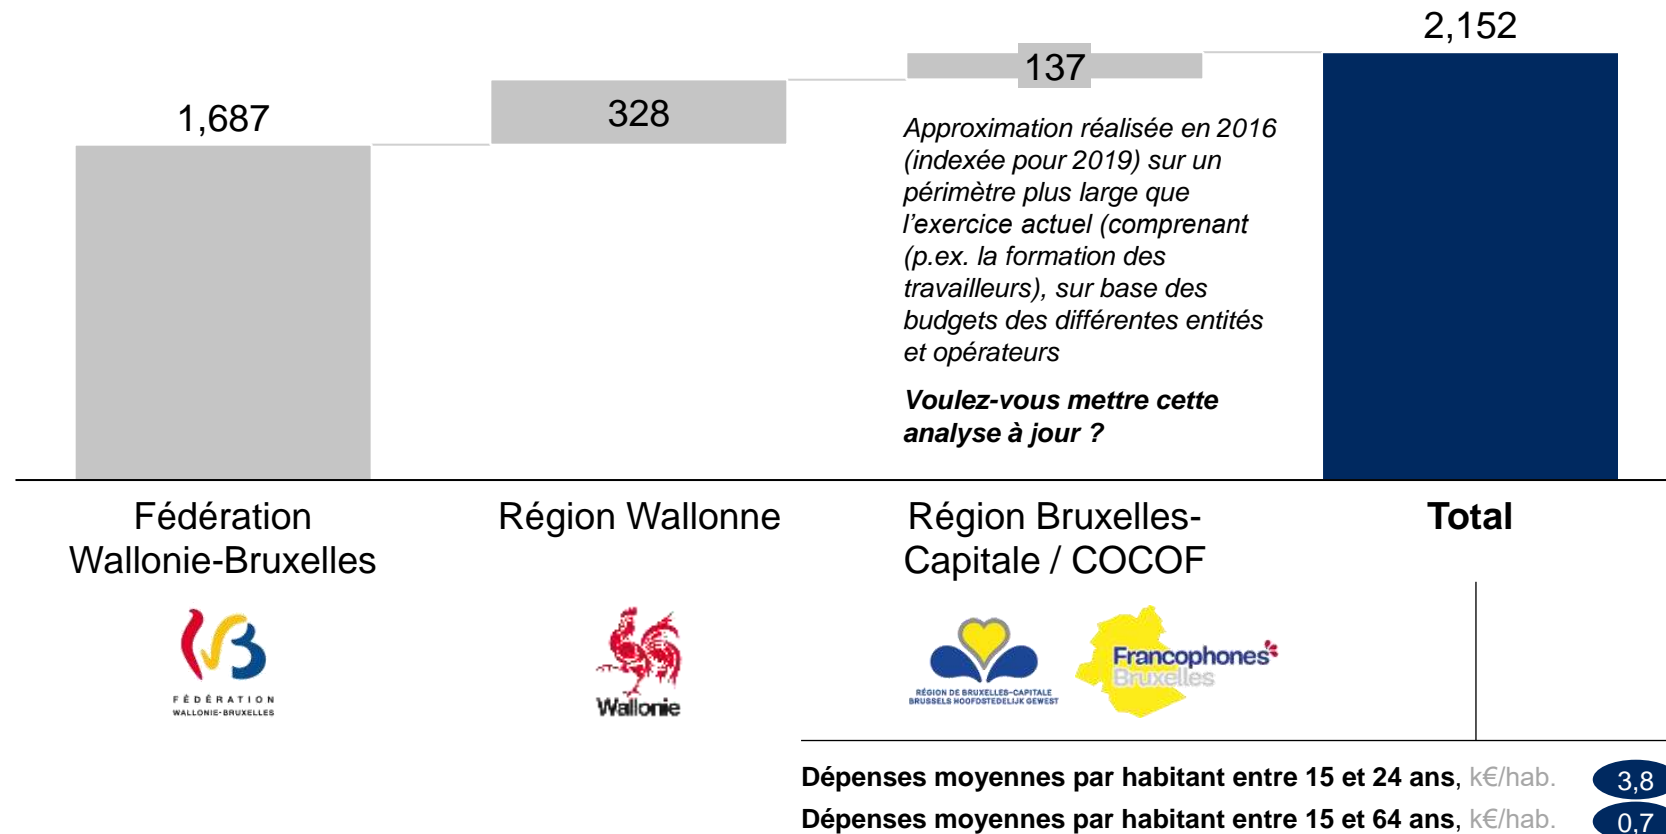 2,152
137
1,687
328
Approximation réalisée en 2016
(indexée pour 2019) sur un
périmètre plus large que
l’exercice actuel (comprenant
(p.ex. la formation des
travailleurs), sur base des
budgets des différentes entités
et opérateurs
Voulez-vous mettre cette
analyse à jour ?
Fédération
Wallonie-Bruxelles
Région Wallonne
Région Bruxelles-
Capitale / COCOF
Total
FÉDÉRATION
WALLONIE-BRUXELLES
Wallonie
RÉGION DE BRUXELLES-CAPITALE
BRUSSELS HOOFDSTEDELIJK GEWEST
Francophones
Bruxelles
Dépenses moyennes par habitant entre 15 et 24 ans, k€/hab. 3,8
Dépenses moyennes par habitant entre 15 et 64 ans, k€/hab. 0,7